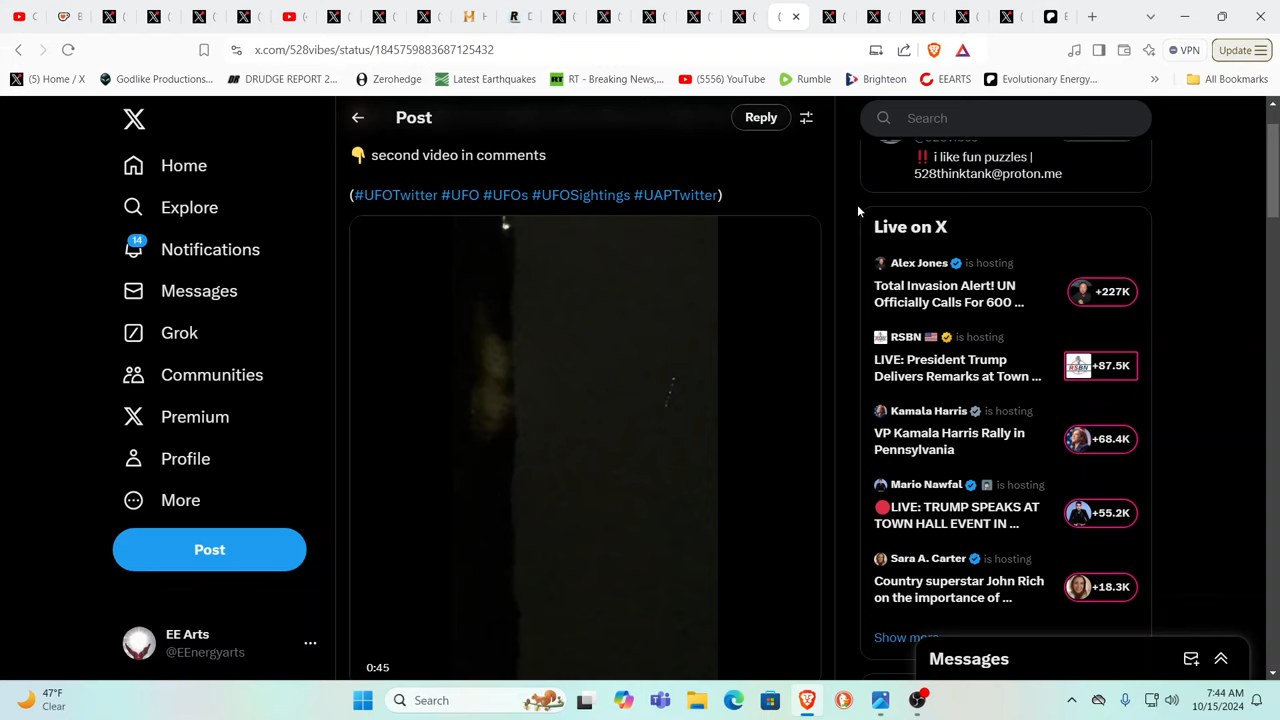 x.com/528vibes/status/1845759883687125432
VPN
Update
(5) Home / X
Godlike Productions...
DRUDGE REPORT 2...
Zerohedge
Latest Earthquakes
RT - Breaking News,...
(5555) YouTube
Rumble
Brighteon
EEARTS
Evolutionary Energy...
All Bookmarks
Home
Explore
14
Notifications
Messages
Grok
Communities
Premium
Profile
More
Post
EE Arts
@EEnergyarts
Post
Reply
👇 second video in comments
(#UFOTwitter #UFO #UFOs #UFOSightings #UAPTwitter)
0:45
Search
‼️ i like fun puzzles |
528thinktank@proton.me
Live on X
Alex Jones is hosting
Total Invasion Alert! UN
Officially Calls For 600 ...
+227K
RSBN 🇺🇸 is hosting
LIVE: President Trump
Delivers Remarks at Town ...
+87.5K
Kamala Harris is hosting
VP Kamala Harris Rally in
Pennsylvania
+68.4K
Mario Nawfal is hosting
🔴LIVE: TRUMP SPEAKS AT
TOWN HALL EVENT IN ...
+55.2K
Sara A. Carter is hosting
Country superstar John Rich
on the importance of ...
+18.3K
Show more
Messages
47°F
Clear
Search
7:44 AM
10/15/2024